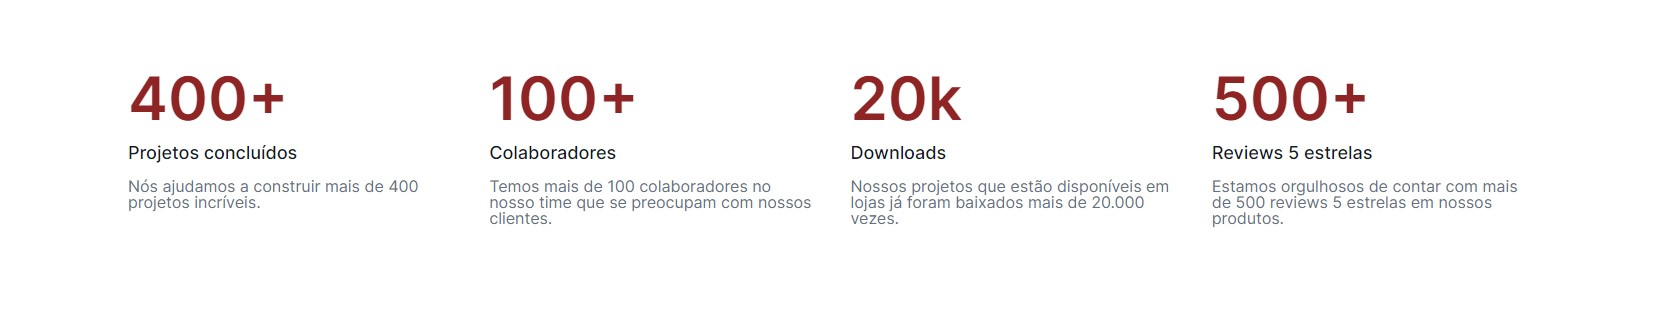 400+
Projetos concluídos
Nós ajudamos a construir mais de 400
projetos incríveis.
100+
Colaboradores
Temos mais de 100 colaboradores no
nosso time que se preocupam com nossos
clientes.
20k
Downloads
Nossos projetos que estão disponíveis em
lojas já foram baixados mais de 20.000
vezes.
500+
Reviews 5 estrelas
Estamos orgulhosos de contar com mais
de 500 reviews 5 estrelas em nossos
produtos.